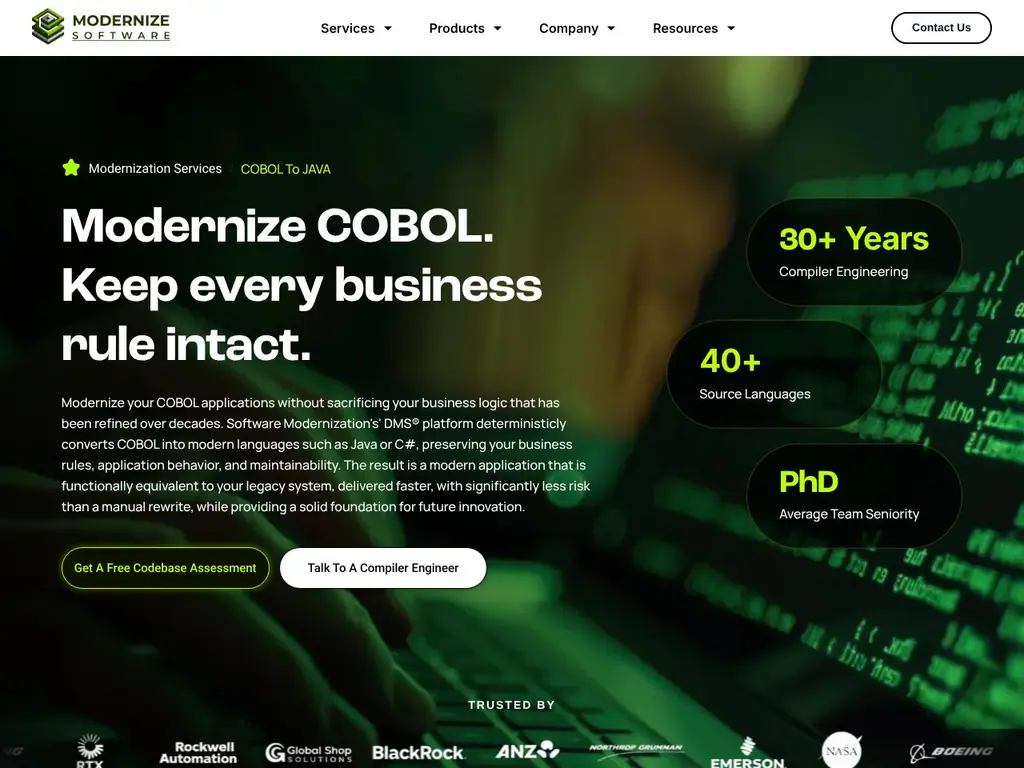 MODERNIZE
SOFTWARE
Services
Products
Company
Resources
Contact Us
Modernization Services
COBOL To JAVA
Modernize COBOL.
Keep every business
rule intact.
Modernize your COBOL applications without sacrificing your business logic that has
been refined over decades. Software Modernization's' DMS® platform deterministicly
converts COBOL into modern languages such as Java or C#, preserving your business
rules, application behavior, and maintainability. The result is a modern application that is
functionally equivalent to your legacy system, delivered faster, with significantly less risk
than a manual rewrite, while providing a solid foundation for future innovation.
Get A Free Codebase Assessment
Talk To A Compiler Engineer
30+ Years
Compiler Engineering
40+
Source Languages
PhD
Average Team Seniority
TRUSTED BY
RTX
Rockwell
Automation
Global Shop
SOLUTIONS
BlackRock
ANZ
NORTHROP GRUMMAN
EMERSON
NASA
BOEING